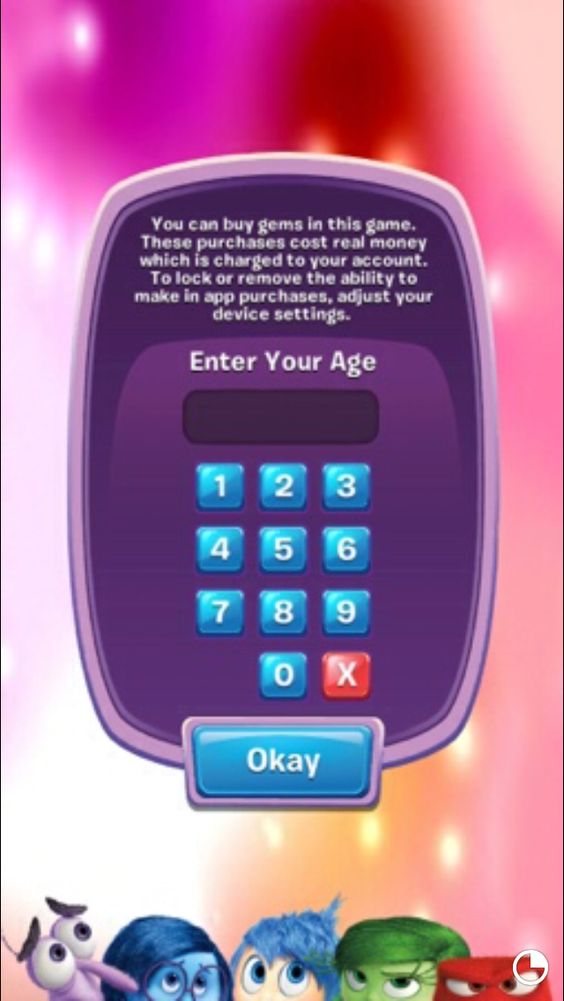 You can buy gems in this game.
These purchases cost real money
which is charged to your account.
To lock or remove the ability to
make in app purchases, adjust your
device settings.
Enter Your Age
1 2 3
4 5 6
7 8 9
0 X
Okay